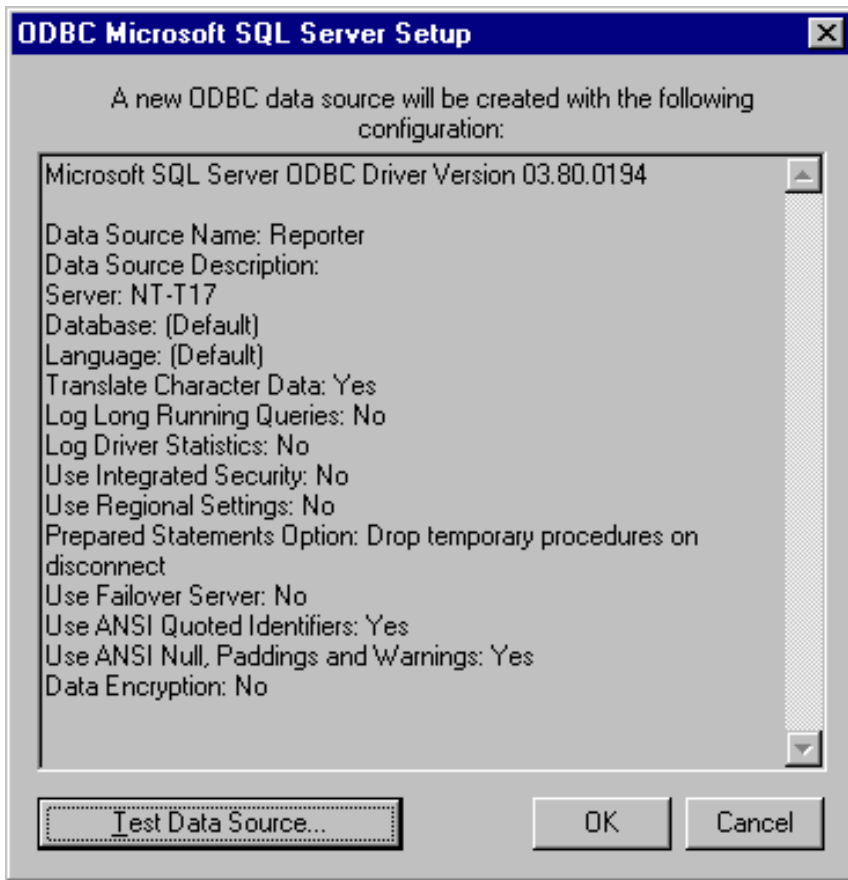 ODBC Microsoft SQL Server Setup
A new ODBC data source will be created with the following
configuration:
Microsoft SQL Server ODBC Driver Version 03.80.0194
Data Source Name: Reporter
Data Source Description:
Server: NT-T17
Database: (Default)
Language: (Default)
Translate Character Data: Yes
Log Long Running Queries: No
Log Driver Statistics: No
Use Integrated Security: No
Use Regional Settings: No
Prepared Statements Option: Drop temporary procedures on
disconnect
Use Failover Server: No
Use ANSI Quoted Identifiers: Yes
Use ANSI Null, Paddings and Warnings: Yes
Data Encryption: No
Test Data Source...
OK
Cancel